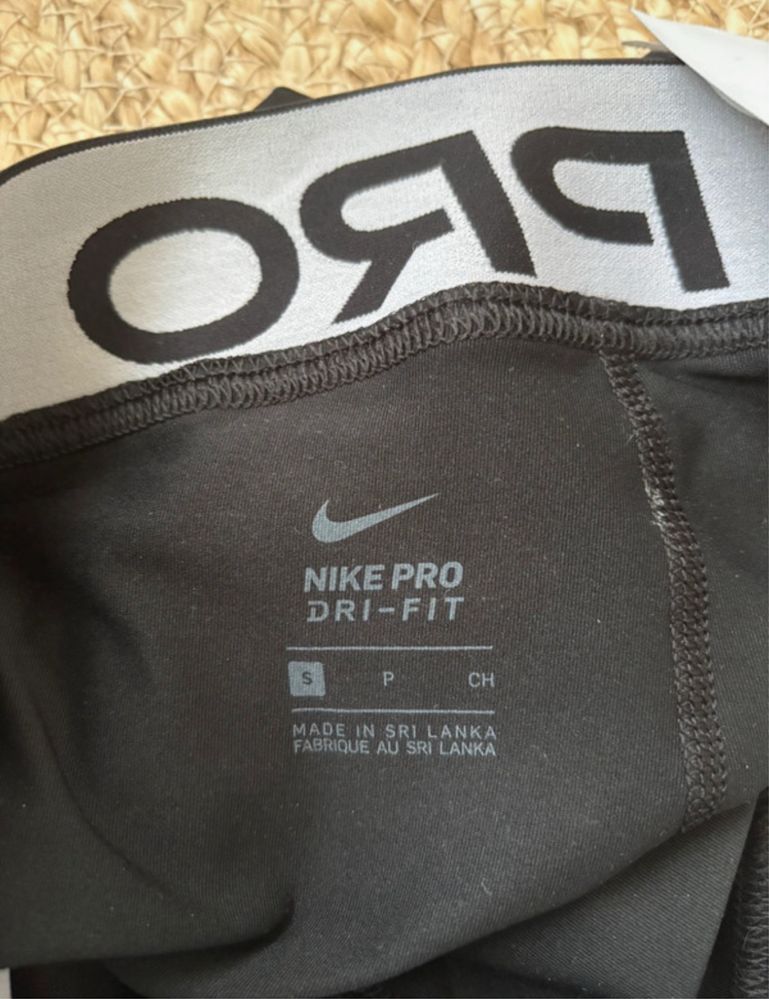 PRO
NIKE PRO
DRI-FIT
S P CH
MADE IN SRI LANKA
FABRIQUE AU SRI LANKA